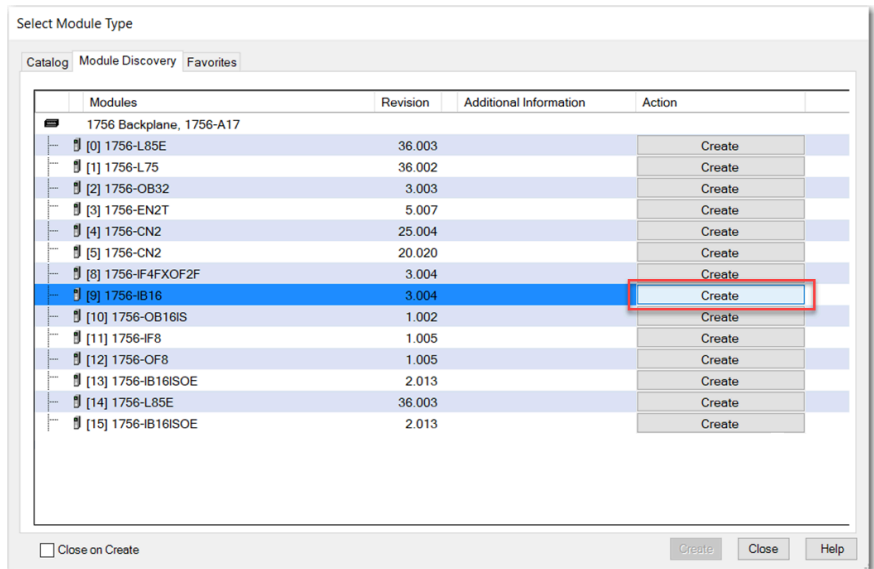 Select Module Type
Catalog Module Discovery Favorites
Modules Revision Additional Information Action
1756 Backplane, 1756-A17
[0] 1756-L85E 36.003 Create
[1] 1756-L75 36.002 Create
[2] 1756-OB32 3.003 Create
[3] 1756-EN2T 5.007 Create
[4] 1756-CN2 25.004 Create
[5] 1756-CN2 20.020 Create
[8] 1756-IF4FXOF2F 3.004 Create
[9] 1756-IB16 3.004 Create
[10] 1756-OB16IS 1.002 Create
[11] 1756-IF8 1.005 Create
[12] 1756-OF8 1.005 Create
[13] 1756-IB16ISOE 2.013 Create
[14] 1756-L85E 36.003 Create
[15] 1756-IB16ISOE 2.013 Create
Close on Create Create Close Help